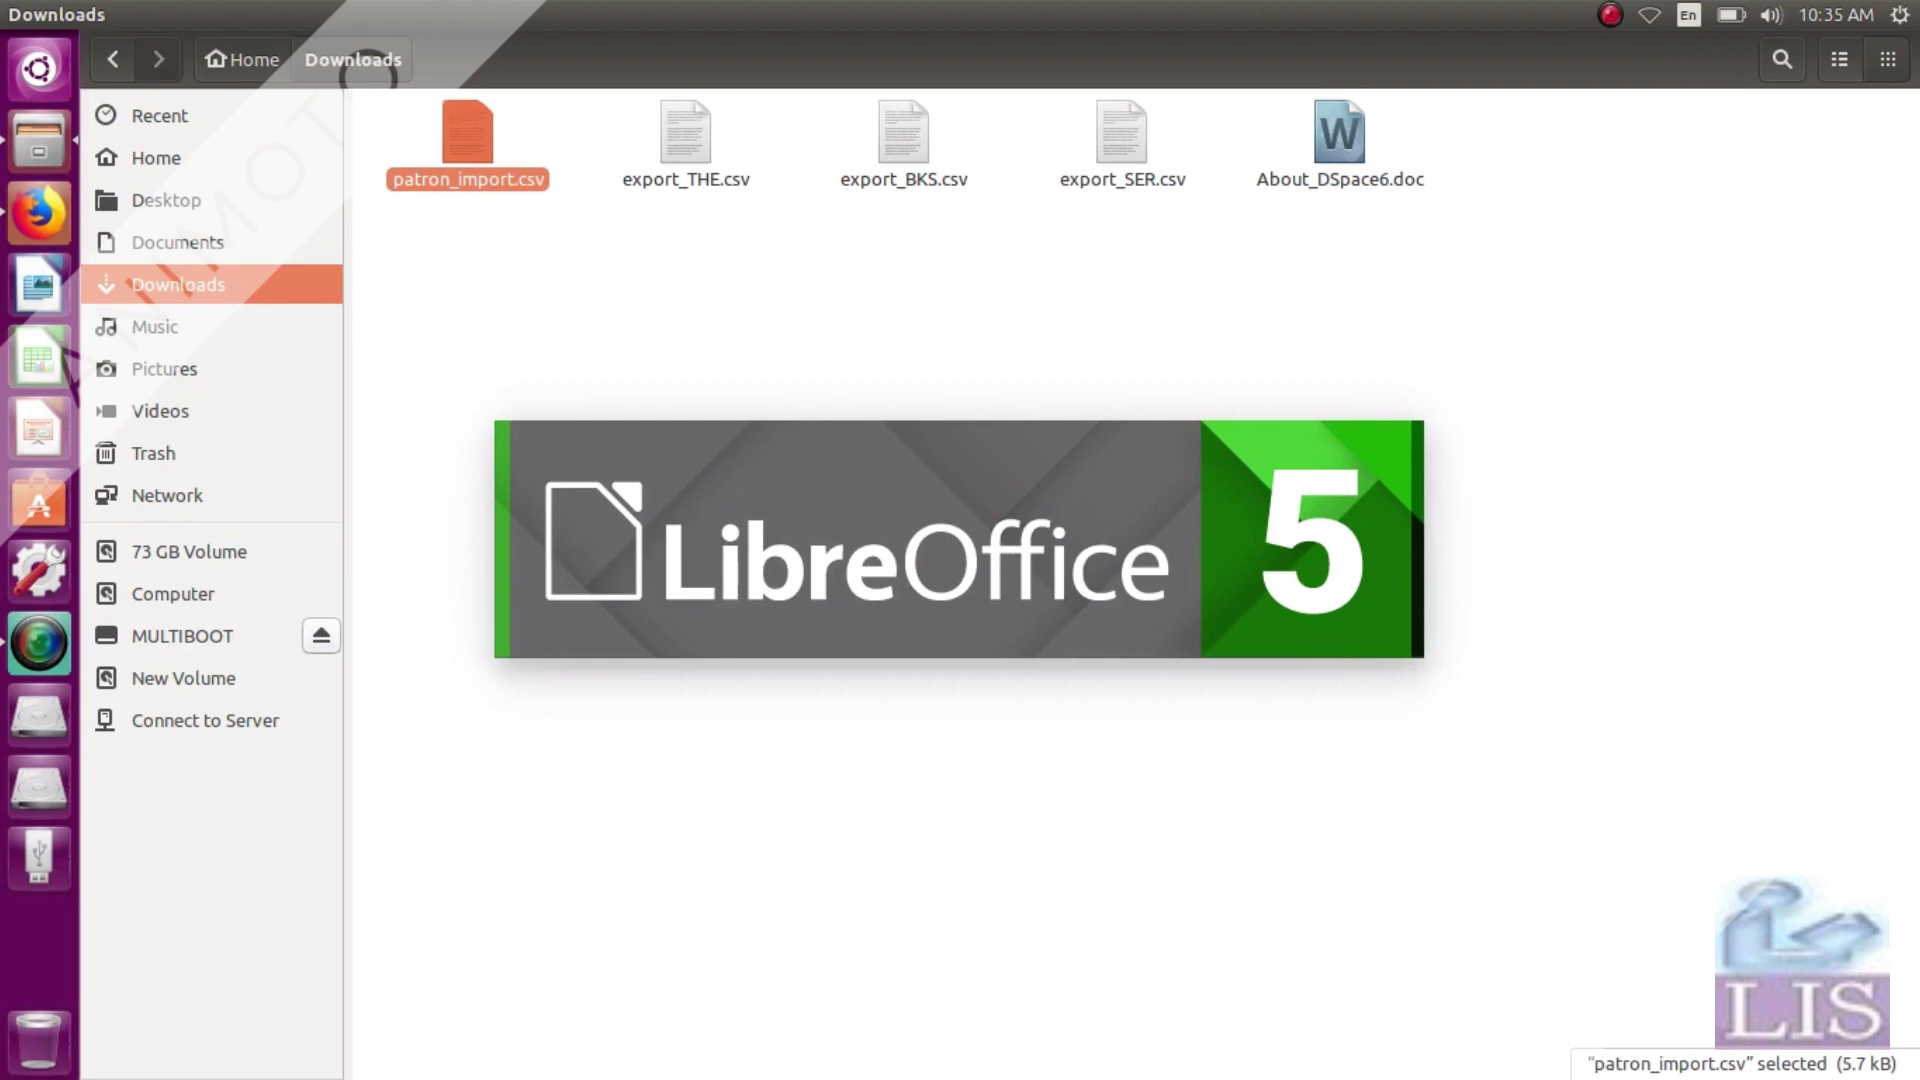 Downloads
En
10:35 AM
Home
Downloads
Recent
Home
Desktop
Documents
Downloads
Music
Pictures
Videos
Trash
Network
73 GB Volume
Computer
MULTIBOOT
New Volume
Connect to Server
patron_import.csv
export_THE.csv
export_BKS.csv
export_SER.csv
W
About_DSpace6.doc
LibreOffice 5
ANIMOTO
LIS
“patron_import.csv” selected (5.7 kB)